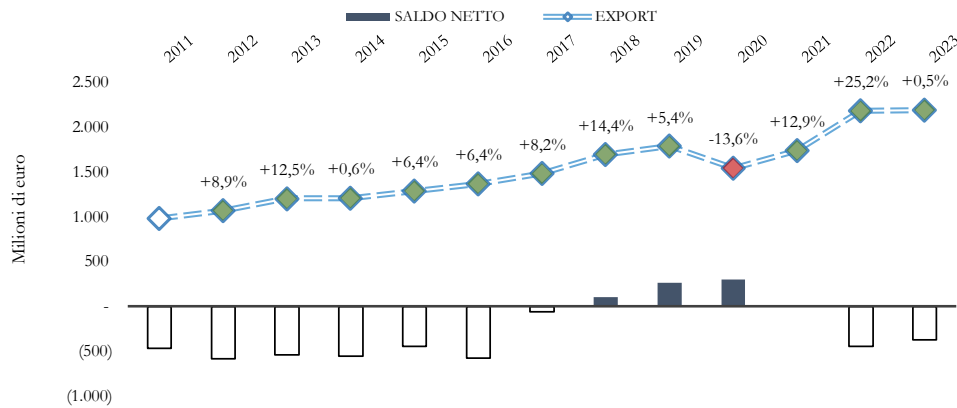 SALDO NETTO EXPORT
2011 2012 2013 2014 2015 2016 2017 2018 2019 2020 2021 2022 2023
+8,9% +12,5% +0,6% +6,4% +6,4% +8,2% +14,4% +5,4% -13,6% +12,9% +25,2% +0,5%
Milioni di euro
2.500
2.000
1.500
1.000
500
-
(500)
(1.000)